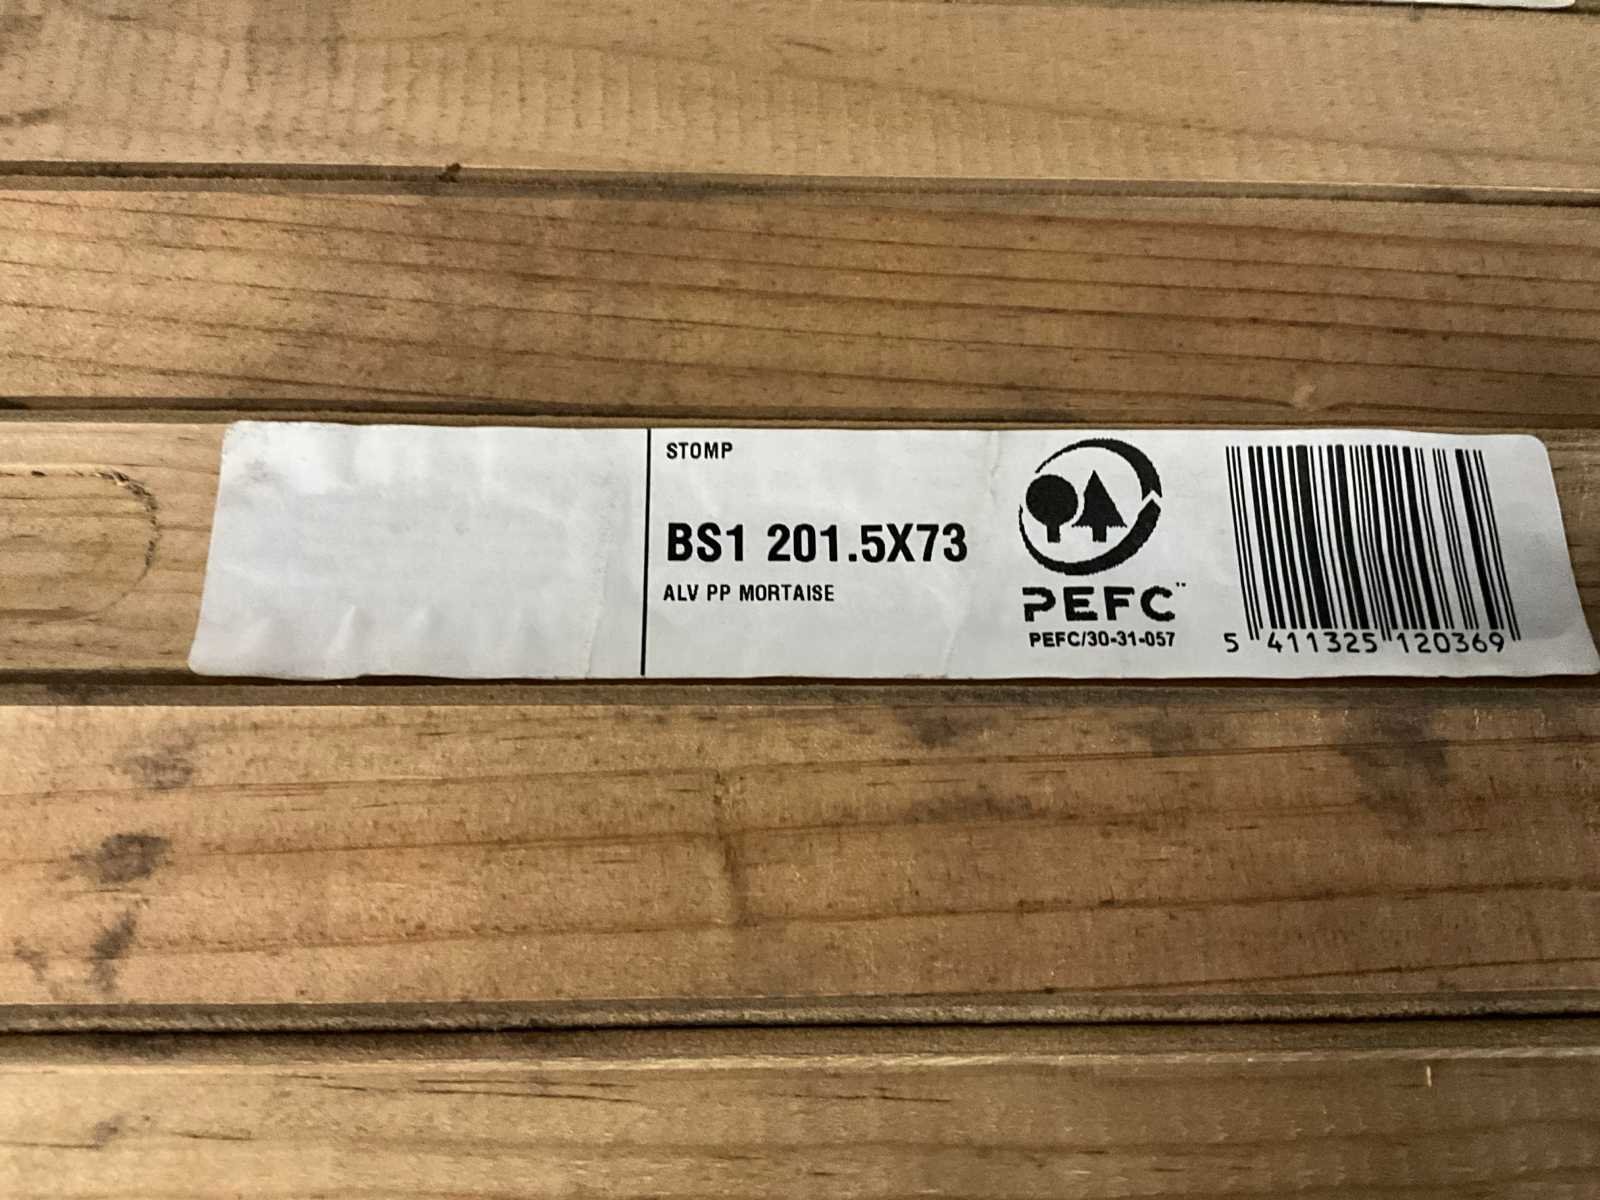 STOMP
BS1 201.5X73
ALV PP MORTAISE
PEFC™
PEFC/30-31-057
5 411325 120369